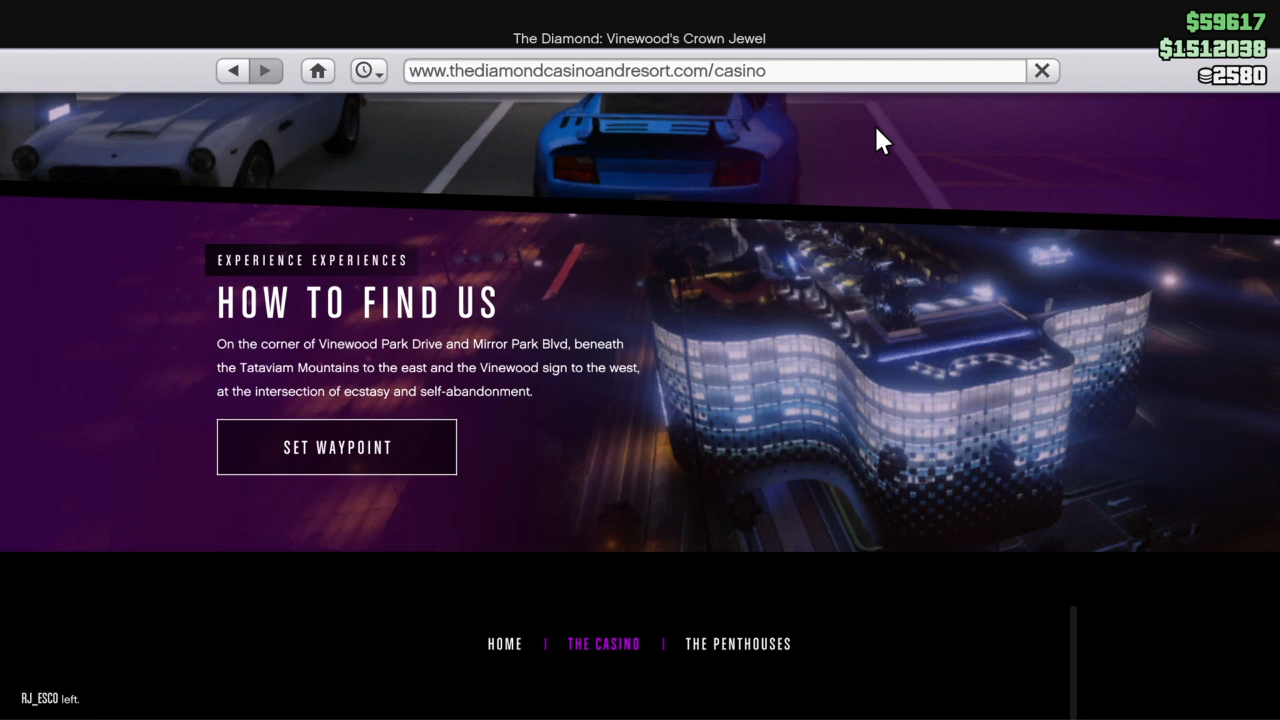 $59617
The Diamond: Vinewood's Crown Jewel
$1512038
www.thediamondcasinoandresort.com/casino
2580
EXPERIENCE EXPERIENCES
HOW TO FIND US
On the corner of Vinewood Park Drive and Mirror Park Blvd, beneath
the Tataviam Mountains to the east and the Vinewood sign to the west,
at the intersection of ecstasy and self-abandonment.
SET WAYPOINT
HOME | THE CASINO | THE PENTHOUSES
RJ_ESCO left.